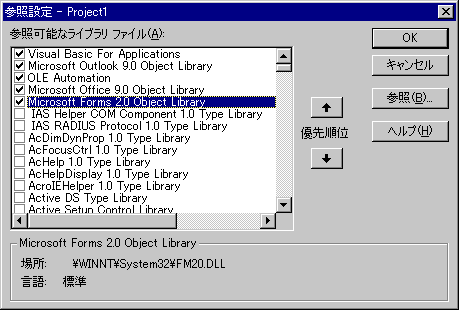 参照設定 - Project1
参照可能なライブラリ ファイル(A):
Visual Basic For Applications
Microsoft Outlook 9.0 Object Library
OLE Automation
Microsoft Office 9.0 Object Library
Microsoft Forms 2.0 Object Library
IAS Helper COM Component 1.0 Type Library
IAS RADIUS Protocol 1.0 Type Library
AcDimDynProp 1.0 Type Library
AcFocusCtrl 1.0 Type Library
AcHelp 1.0 Type Library
AcHelpDisplay 1.0 Type Library
AcroIEHelper 1.0 Type Library
Active DS Type Library
Active Setup Control Library
優先順位
OK
キャンセル
参照(B)...
ヘルプ(H)
Microsoft Forms 2.0 Object Library
場所: ¥WINNT¥System32¥FM20.DLL
言語: 標準